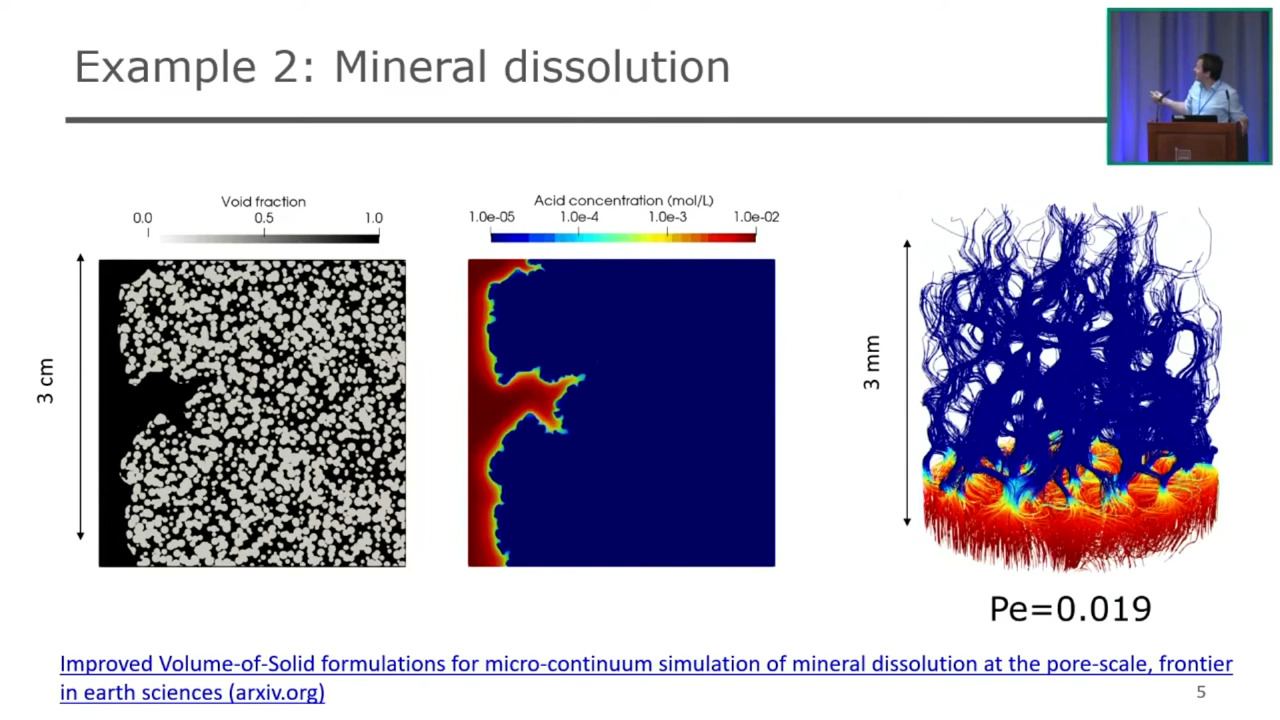 Example 2: Mineral dissolution
Void fraction
0.0 0.5 1.0
Acid concentration (mol/L)
1.0e-05 1.0e-4 1.0e-3 1.0e-02
3 cm
3 mm
Pe=0.019
Improved Volume-of-Solid formulations for micro-continuum simulation of mineral dissolution at the pore-scale, frontier
in earth sciences (arxiv.org)
5